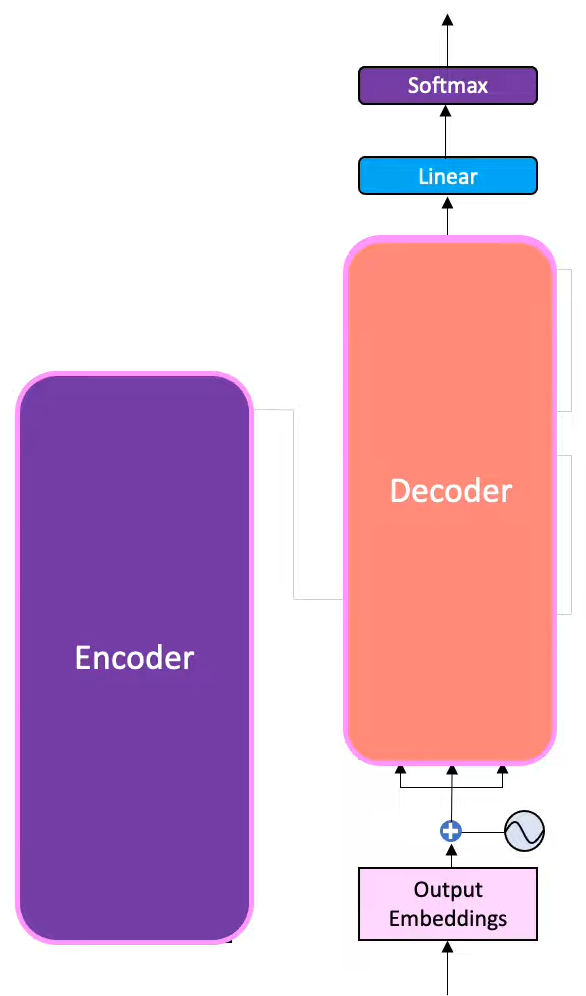 Softmax
Linear
Decoder
Encoder
Output
Embeddings